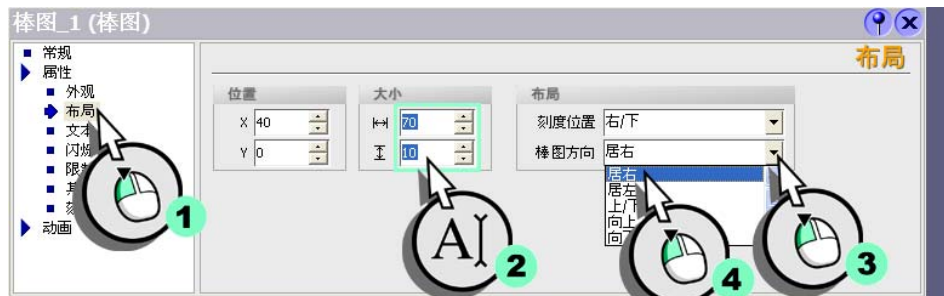 棒图_1 (棒图)
常规
属性
外观
布局
文本
闪烁
动画
布局
位置
X 40
Y 0
大小
70
10
布局
刻度位置 右/下
棒图方向 居右
居右
居左
上/下
向上
向下
1
2
3
4
A